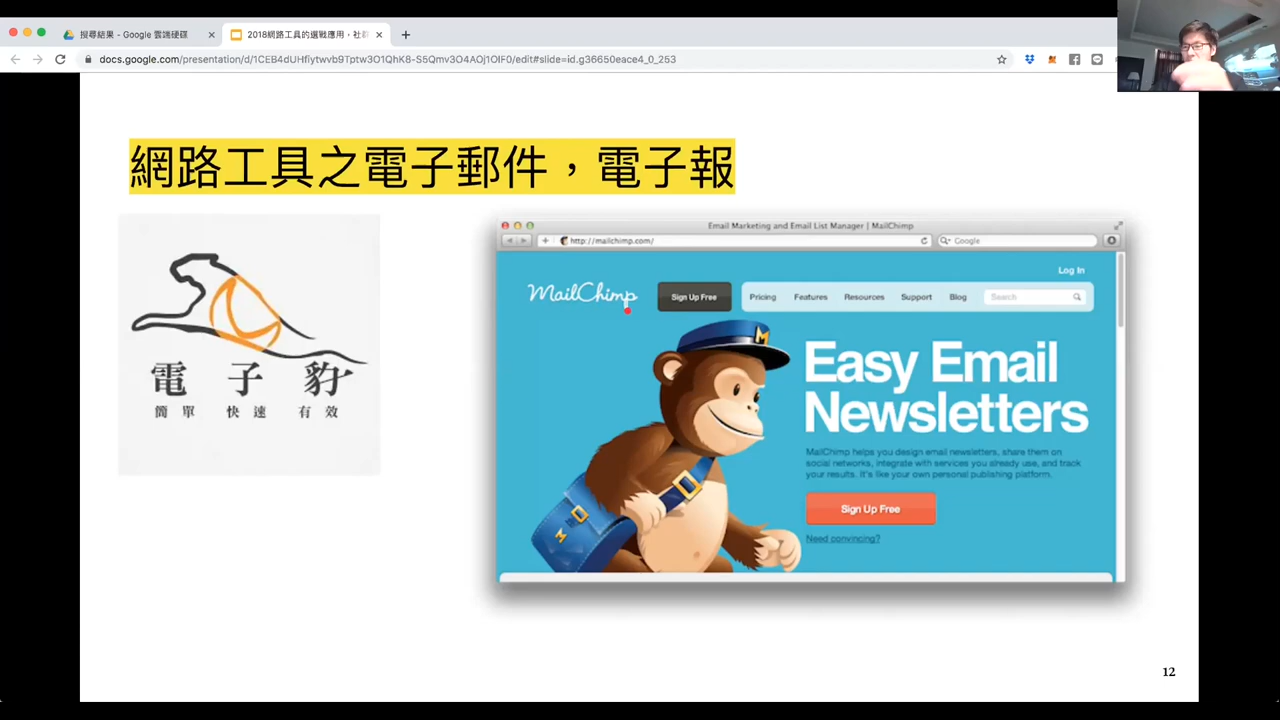 搜尋結果 - Google 雲端硬碟
2018網路工具的選戰應用，社群
docs.google.com/presentation/d/1CEB4dUHfiytwvb9Tptw3O1QhK8-S5Qmv3O4AOj1OIF0/edit#slide=id.g36650eace4_0_253
網路工具之電子郵件，電子報
電子豹
簡單 快速 有效
Email Marketing and Email List Manager | MailChimp
http://mailchimp.com/
Google
Log In
MailChimp
Sign Up Free
Pricing Features Resources Support Blog Search
M
Easy Email
Newsletters
MailChimp helps you design email newsletters, share them on
social networks, integrate with services you already use, and track
your results. It's like your own personal publishing platform.
Sign Up Free
Need convincing?
M
12